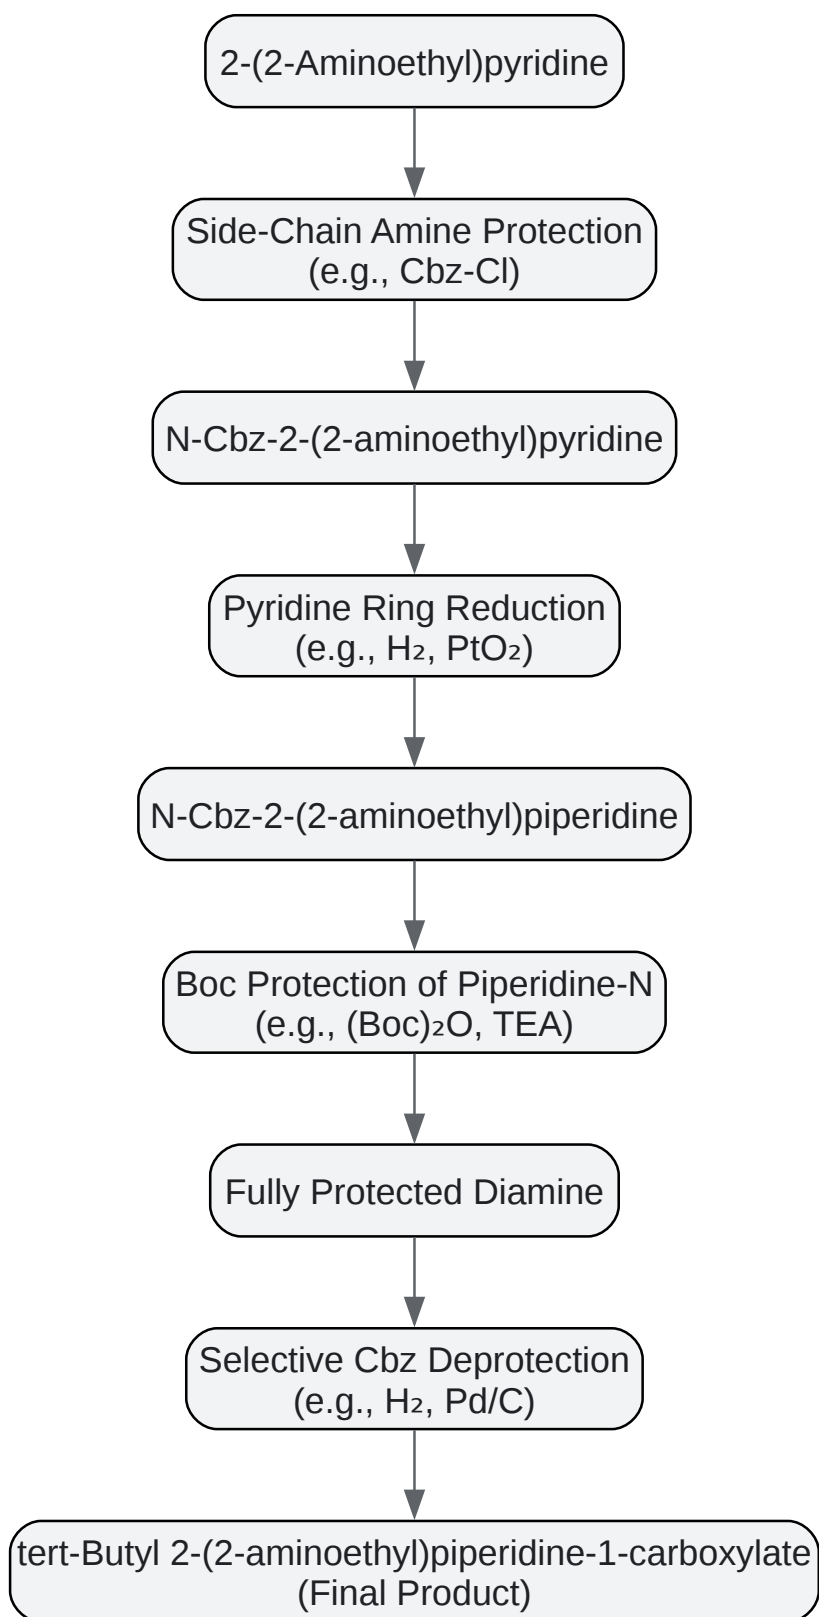 2-(2-Aminoethyl)pyridine
Side-Chain Amine Protection
(e.g., Cbz-Cl)
N-Cbz-2-(2-aminoethyl)pyridine
Pyridine Ring Reduction
(e.g., H₂, PtO₂)
N-Cbz-2-(2-aminoethyl)piperidine
Boc Protection of Piperidine-N
(e.g., (Boc)₂O, TEA)
Fully Protected Diamine
Selective Cbz Deprotection
(e.g., H₂, Pd/C)
tert-Butyl 2-(2-aminoethyl)piperidine-1-carboxylate
(Final Product)